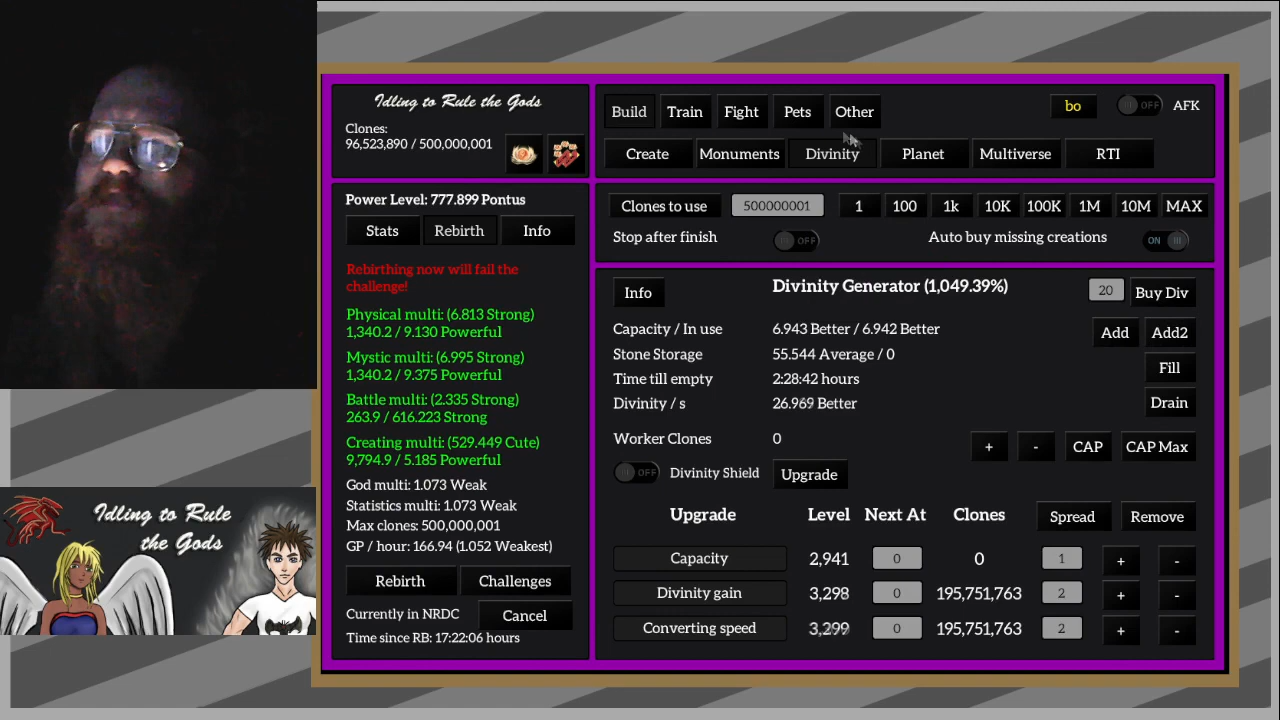 Idling to Rule the Gods
Clones:
96,523,890 / 500,000,001
Build Train Fight Pets Other
bo OFF AFK
Create Monuments Divinity Planet Multiverse RTI
Power Level: 777.899 Pontus
Stats Rebirth Info
Rebirthing now will fail the
challenge!
Physical multi: (6.813 Strong)
1,340.2 / 9.130 Powerful
Mystic multi: (6.995 Strong)
1,340.2 / 9.375 Powerful
Battle multi: (2.335 Strong)
263.9 / 616.223 Strong
Creating multi: (529.449 Cute)
9,794.9 / 5.185 Powerful
God multi: 1.073 Weak
Statistics multi: 1.073 Weak
Max clones: 500,000,001
GP / hour: 166.94 (1.052 Weakest)
Rebirth Challenges
Currently in NRDC Cancel
Time since RB: 17:22:06 hours
Clones to use 500000001 1 100 1k 10K 100K 1M 10M MAX
Stop after finish OFF Auto buy missing creations ON
Info Divinity Generator (1,049.39%) 20 Buy Div
Capacity / In use 6.943 Better / 6.942 Better Add Add2
Stone Storage 55.544 Average / 0
Fill
Time till empty 2:28:42 hours
Divinity / s 26.969 Better Drain
Worker Clones 0 + - CAP CAP Max
OFF Divinity Shield Upgrade
Upgrade Level Next At Clones Spread Remove
Capacity 2,941 0 0 1 + -
Divinity gain 3,298 0 195,751,763 2 + -
Converting speed 3,299 0 195,751,763 2 + -
Idling to Rule
the Gods